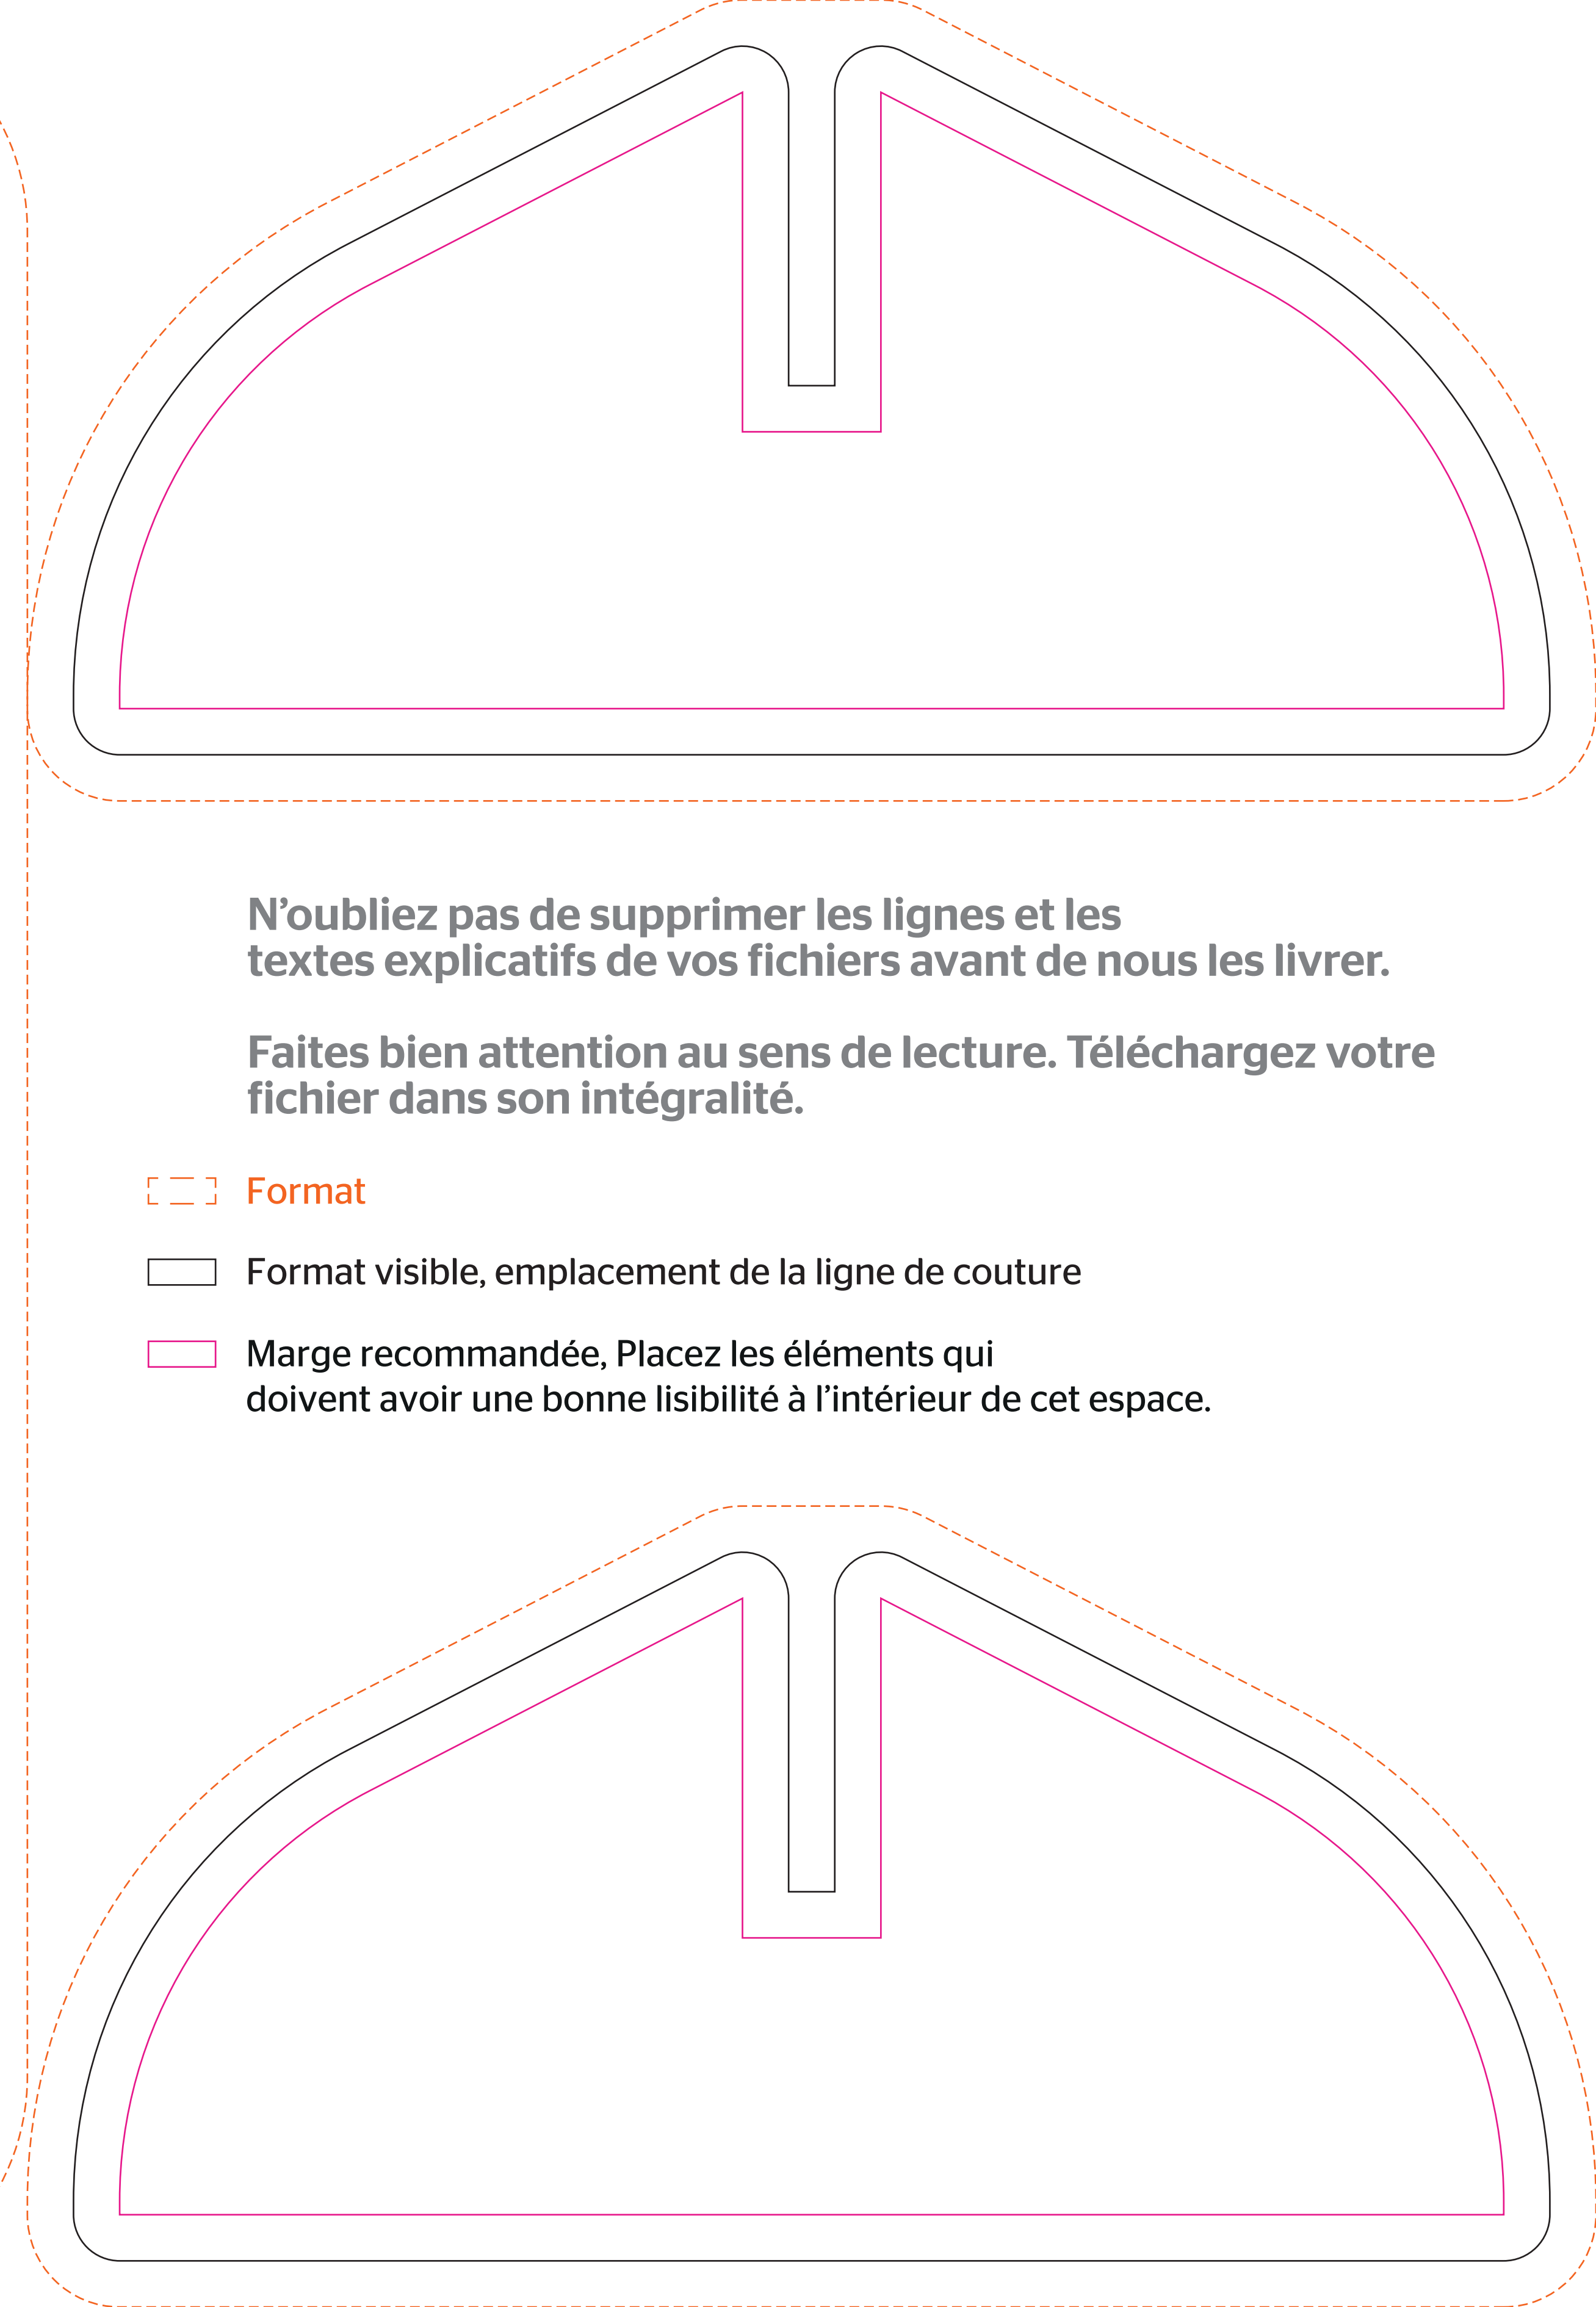 N’oubliez pas de supprimer les lignes et les
textes explicatifs de vos fichiers avant de nous les livrer.
Faites bien attention au sens de lecture. Téléchargez votre
fichier dans son intégralité.
Format
Format visible, emplacement de la ligne de couture
Marge recommandée, Placez les éléments qui
doivent avoir une bonne lisibilité à l’intérieur de cet espace.